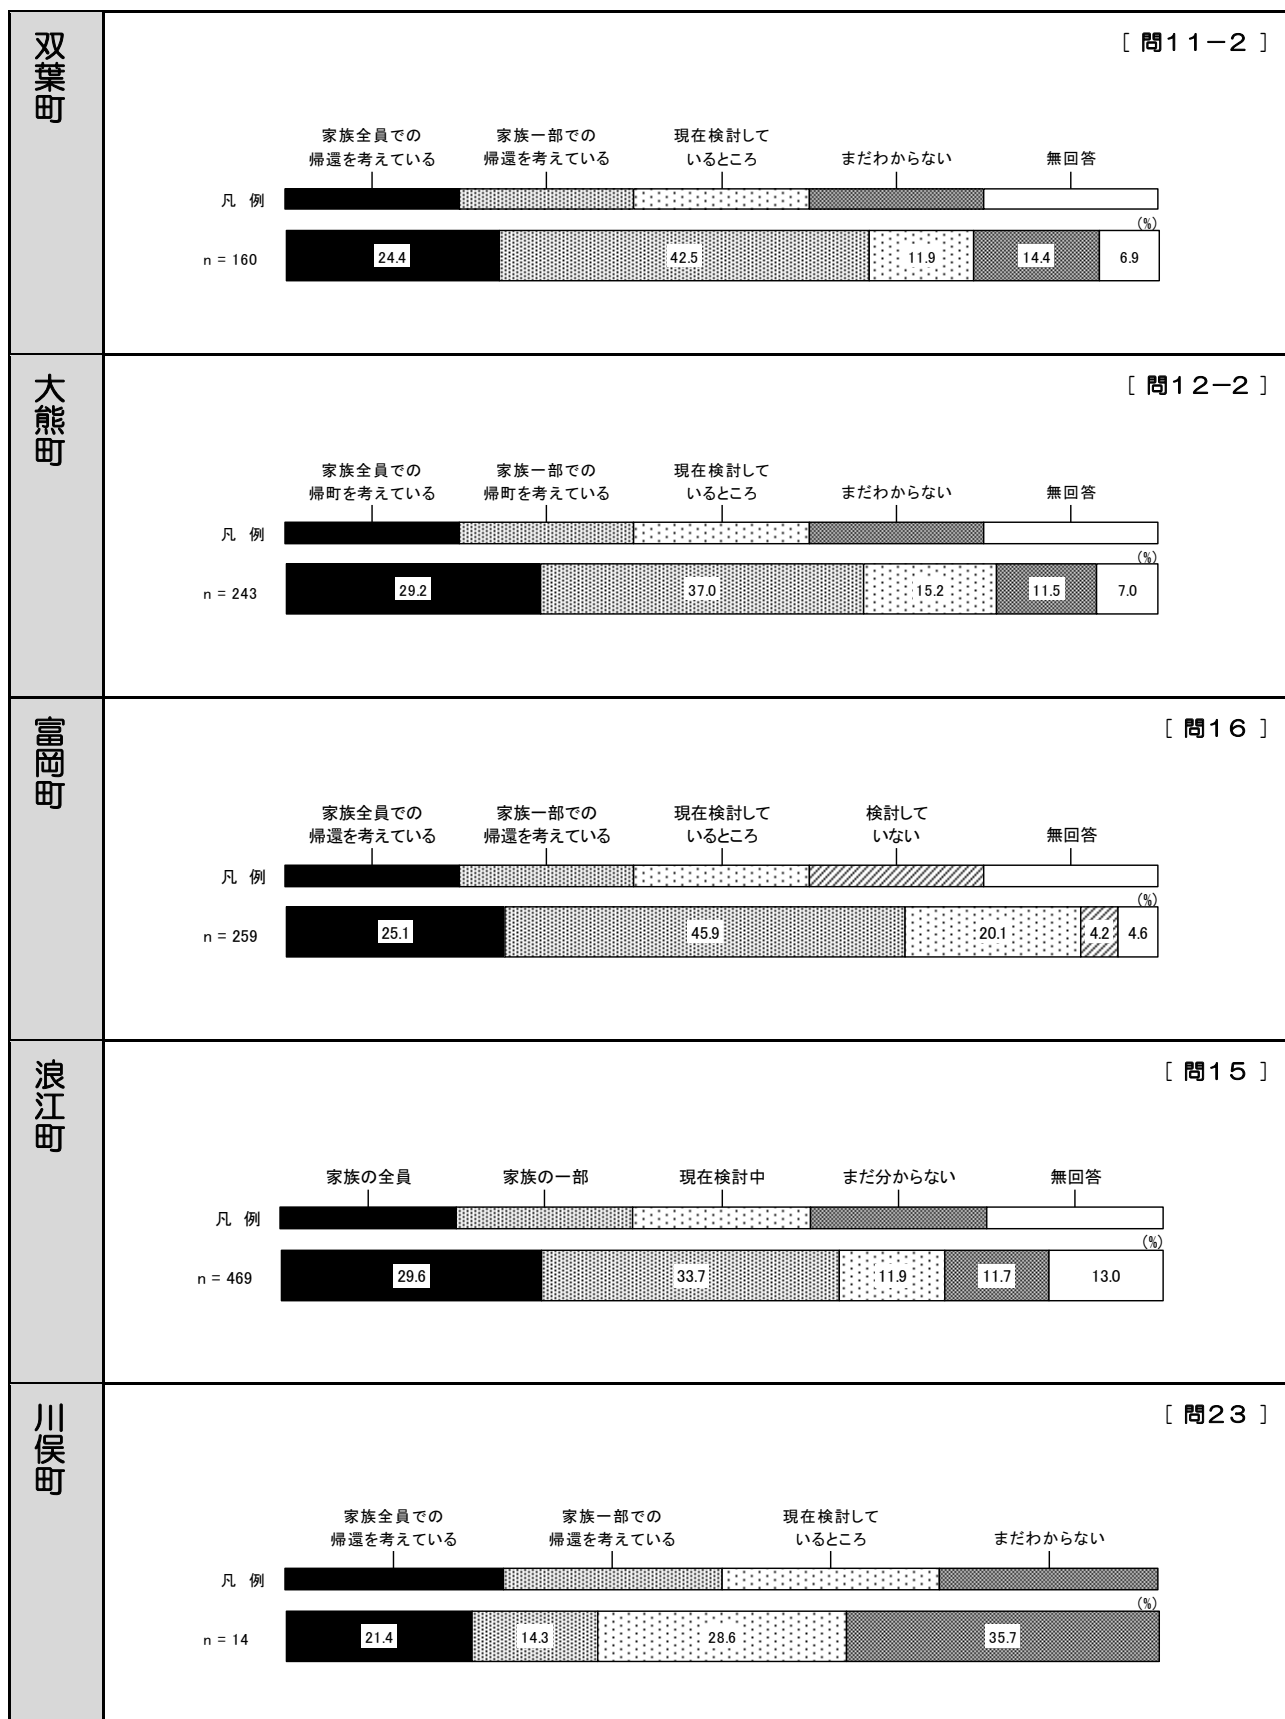 双葉町
[ 問11－2 ]
家族全員での
帰還を考えている
家族一部での
帰還を考えている
現在検討して
いるところ
まだわからない
無回答
凡 例
(%)
n = 160
24.4
42.5
11.9
14.4
6.9
大熊町
[ 問12－2 ]
家族全員での
帰町を考えている
家族一部での
帰町を考えている
現在検討して
いるところ
まだわからない
無回答
凡 例
(%)
n = 243
29.2
37.0
15.2
11.5
7.0
富岡町
[ 問16 ]
家族全員での
帰還を考えている
家族一部での
帰還を考えている
現在検討して
いるところ
検討して
いない
無回答
凡 例
(%)
n = 259
25.1
45.9
20.1
4.2
4.6
浪江町
[ 問15 ]
家族の全員
家族の一部
現在検討中
まだ分からない
無回答
凡 例
(%)
n = 469
29.6
33.7
11.9
11.7
13.0
川俣町
[ 問23 ]
家族全員での
帰還を考えている
家族一部での
帰還を考えている
現在検討して
いるところ
まだわからない
凡 例
(%)
n = 14
21.4
14.3
28.6
35.7